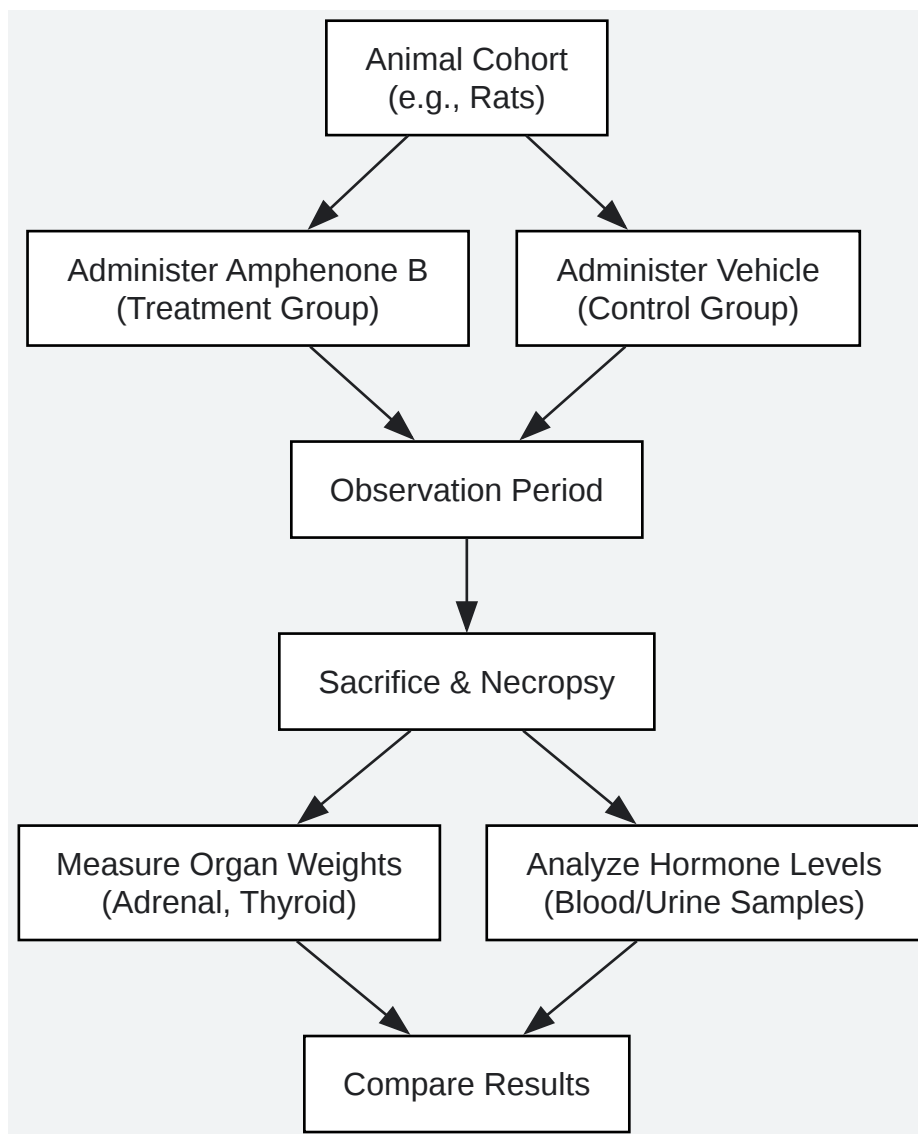 Animal Cohort
(e.g., Rats)
Administer Amphenone B
(Treatment Group)
Administer Vehicle
(Control Group)
Observation Period
Sacrifice & Necropsy
Measure Organ Weights
(Adrenal, Thyroid)
Analyze Hormone Levels
(Blood/Urine Samples)
Compare Results